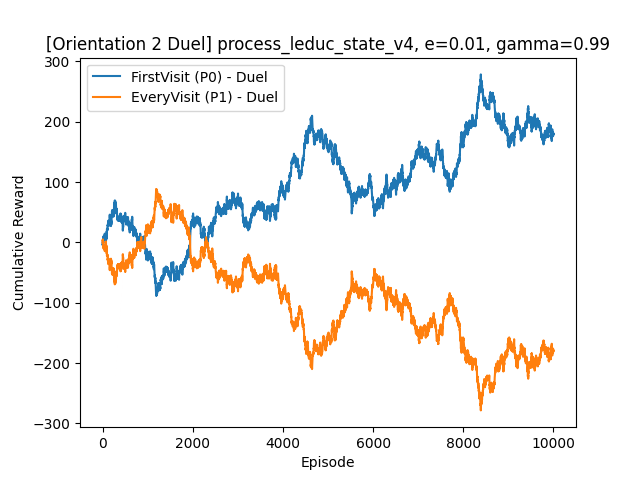 [Orientation 2 Duel] process_leduc_state_v4, e=0.01, gamma=0.99
FirstVisit (P0) - Duel
EveryVisit (P1) - Duel
300
200
100
0
−100
−200
−300
Cumulative Reward
0
2000
4000
6000
8000
10000
Episode